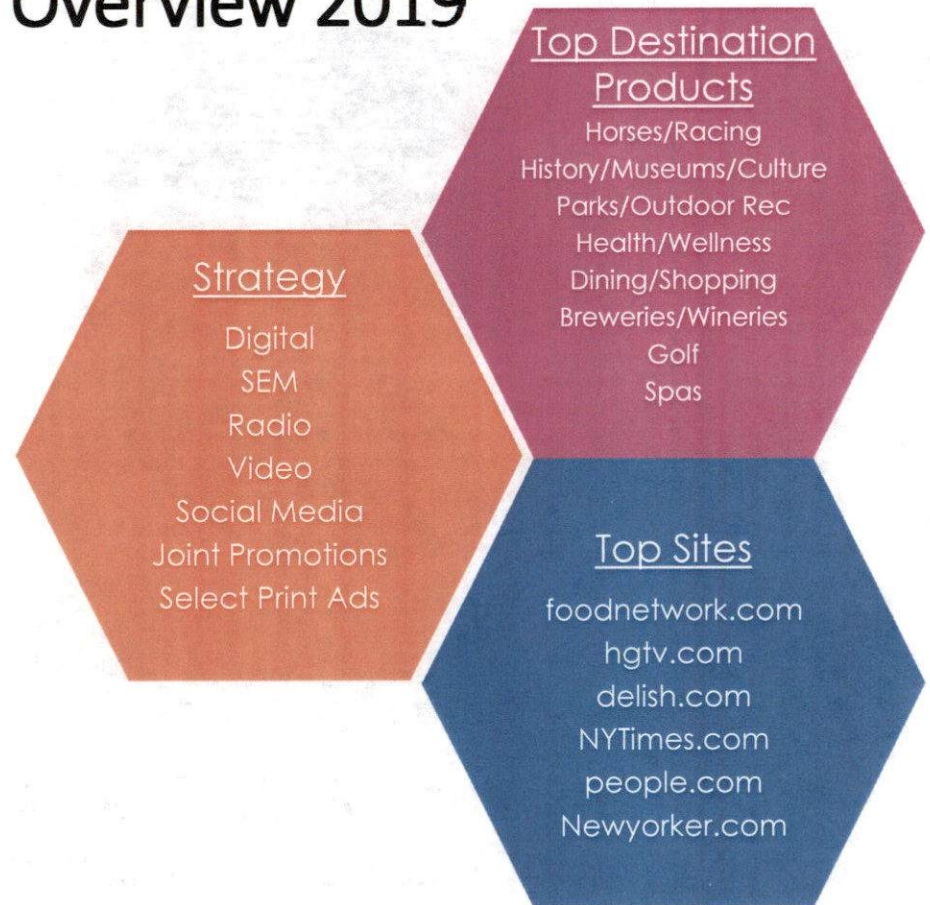 Overview 2019
Top Destination
Products
Horses/Racing
History/Museums/Culture
Parks/Outdoor Rec
Health/Wellness
Dining/Shopping
Breweries/Wineries
Golf
Spas
Strategy
Digital
SEM
Radio
Video
Social Media
Joint Promotions
Select Print Ads
Top Sites
foodnetwork.com
hgtv.com
delish.com
NYTimes.com
people.com
Newyorker.com